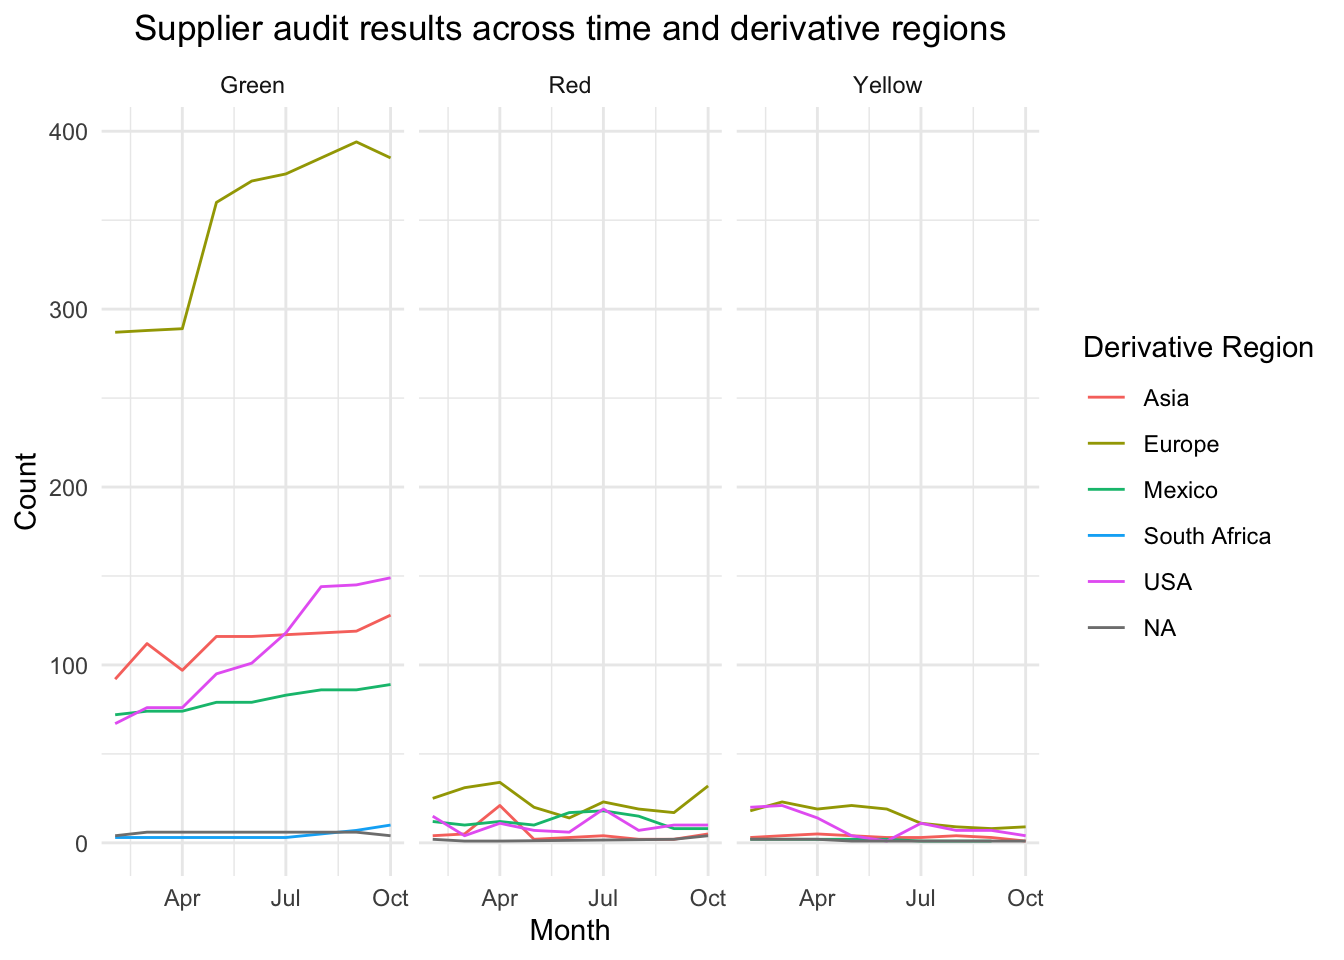 Supplier audit results across time and derivative regions
Green Red Yellow
400
300
200
100
0
Count
Apr Jul Oct Apr Jul Oct Apr Jul Oct
Month
Derivative Region
Asia
Europe
Mexico
South Africa
USA
NA